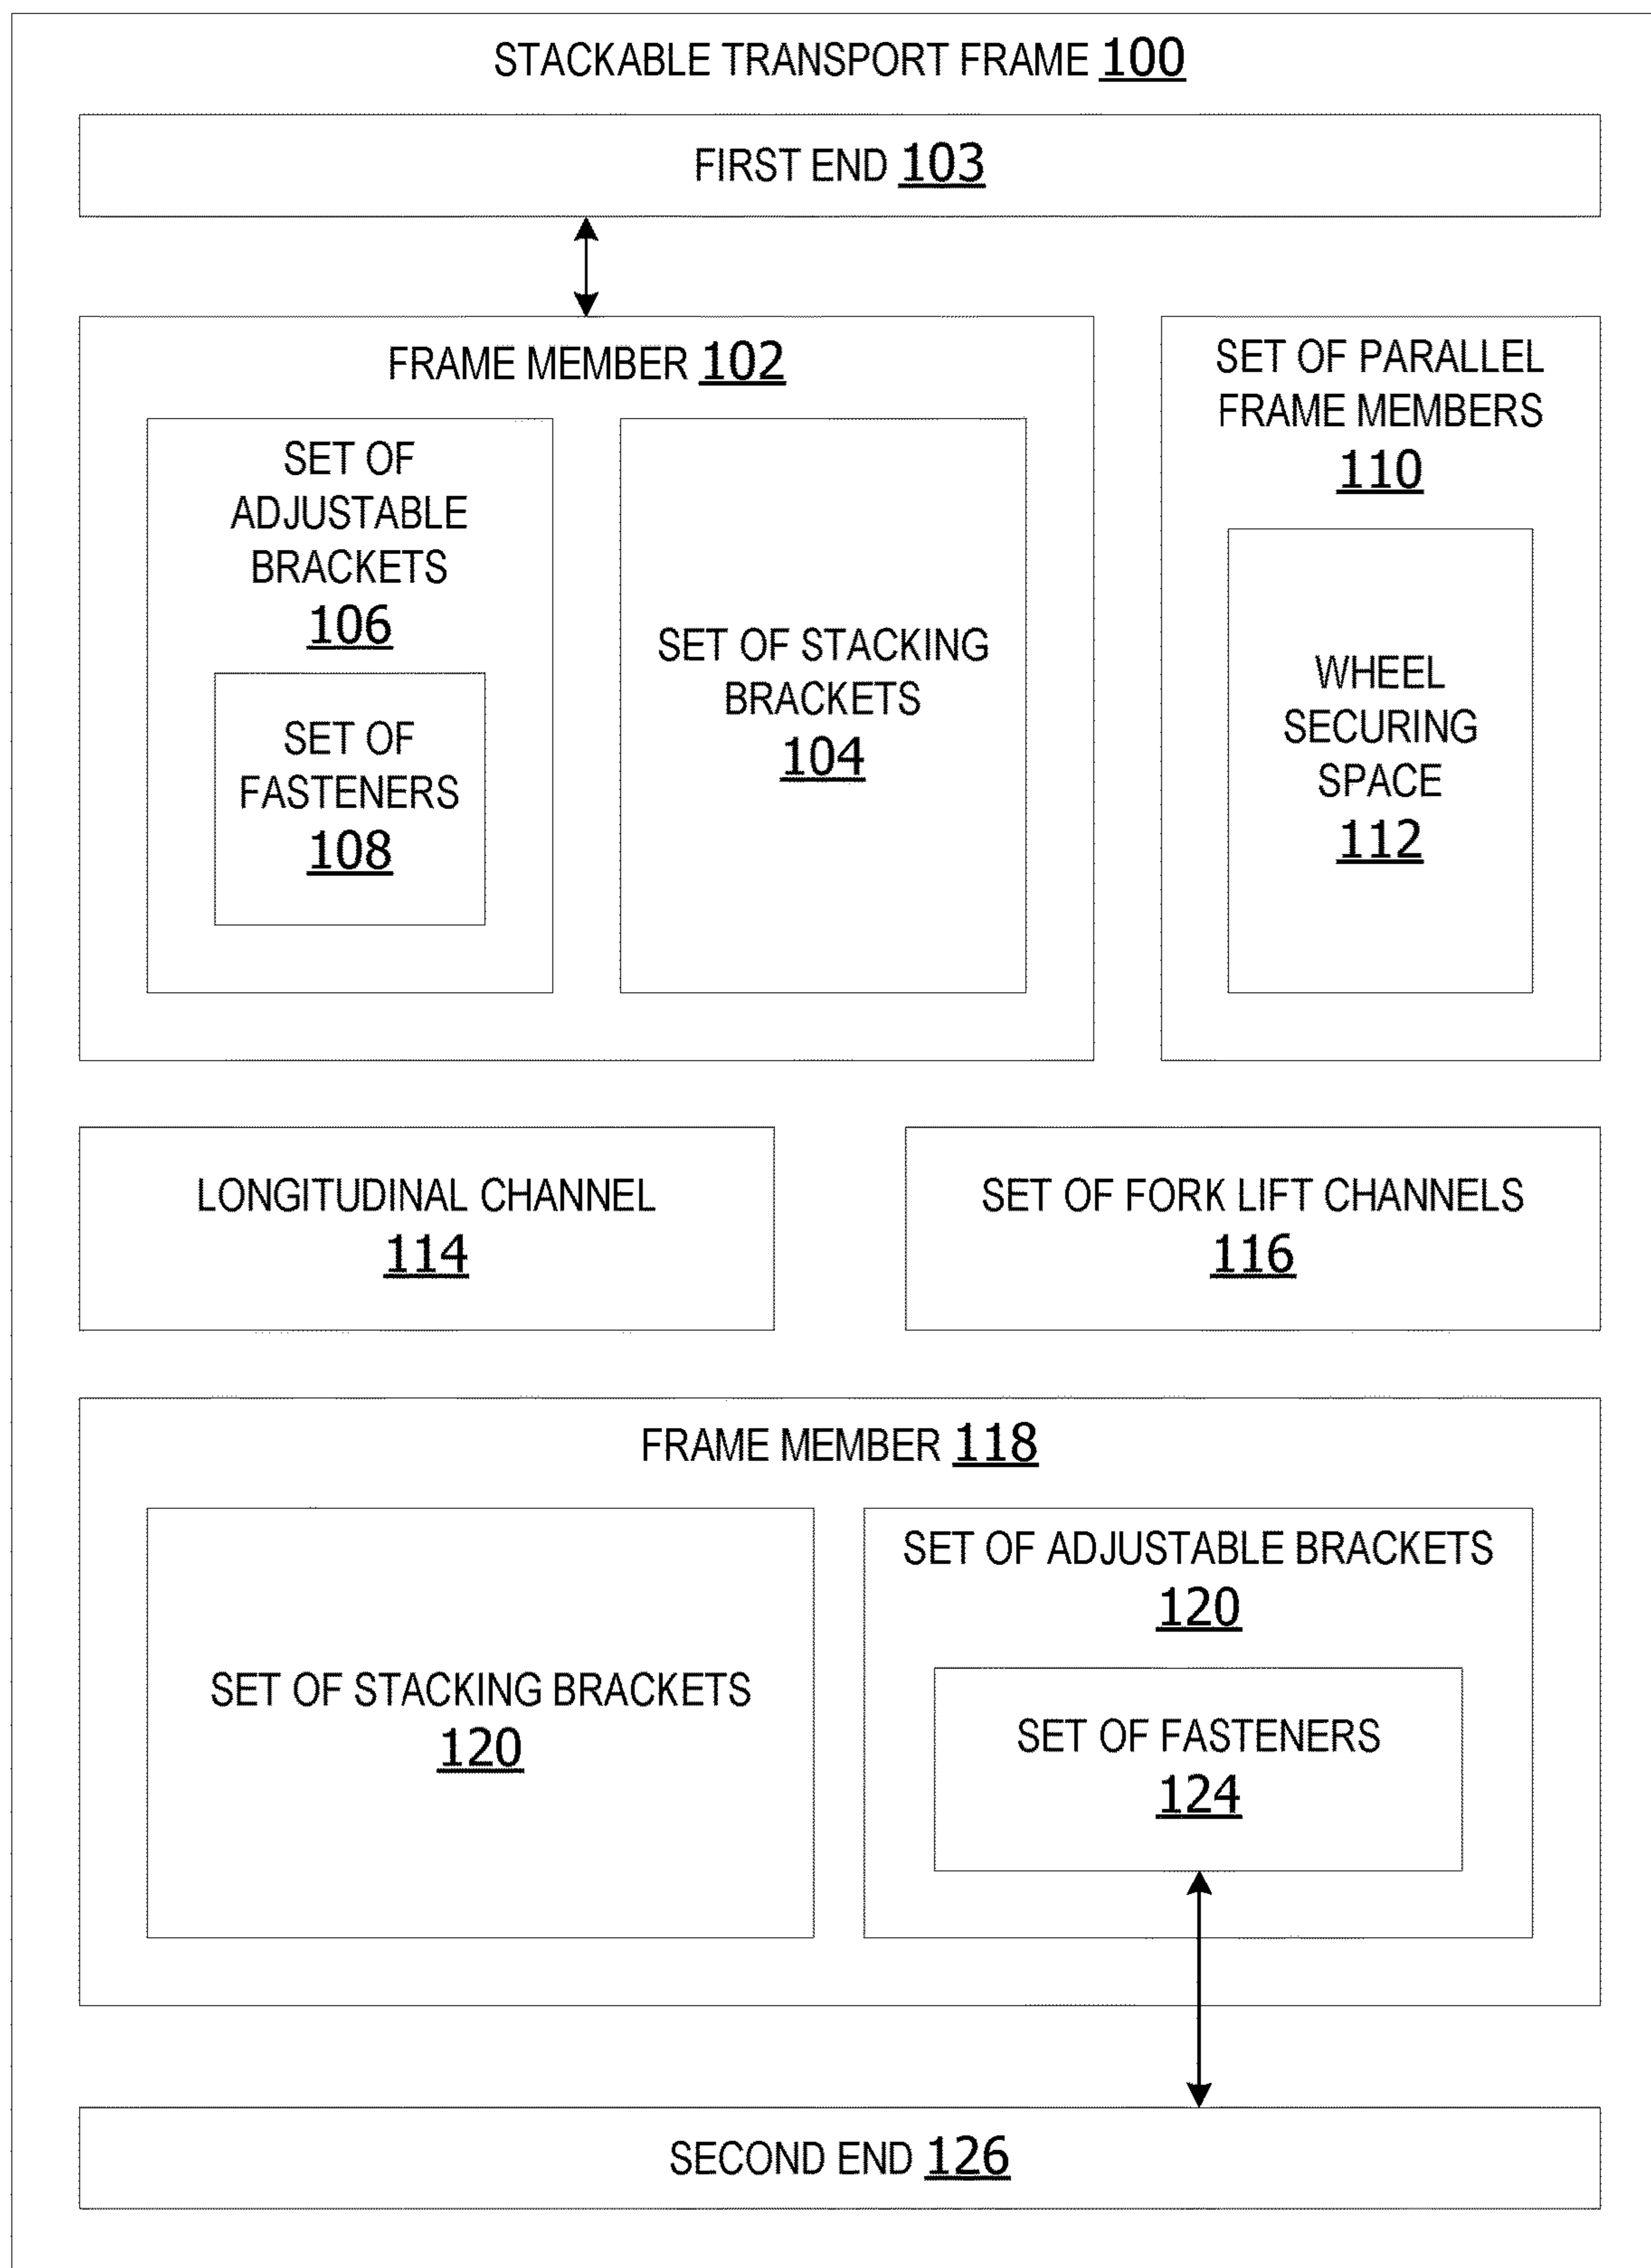 STACKABLE TRANSPORT FRAME 100
FIRST END 103
FRAME MEMBER 102
SET OF
ADJUSTABLE
BRACKETS
106
SET OF
FASTENERS
108
SET OF STACKING
BRACKETS
104
SET OF PARALLEL
FRAME MEMBERS
110
WHEEL
SECURING
SPACE
112
LONGITUDINAL CHANNEL
114
SET OF FORK LIFT CHANNELS
116
FRAME MEMBER 118
SET OF STACKING BRACKETS
120
SET OF ADJUSTABLE BRACKETS
120
SET OF FASTENERS
124
SECOND END 126